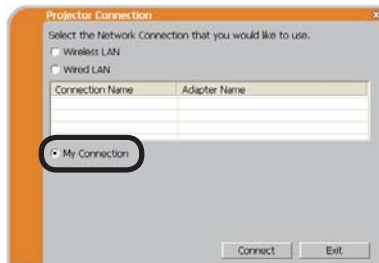 Projector Connection
x
Select the Network Connection that you would like to use.
Wireless LAN
Wired LAN
Connection Name Adapter Name
My Connection
Connect Exit